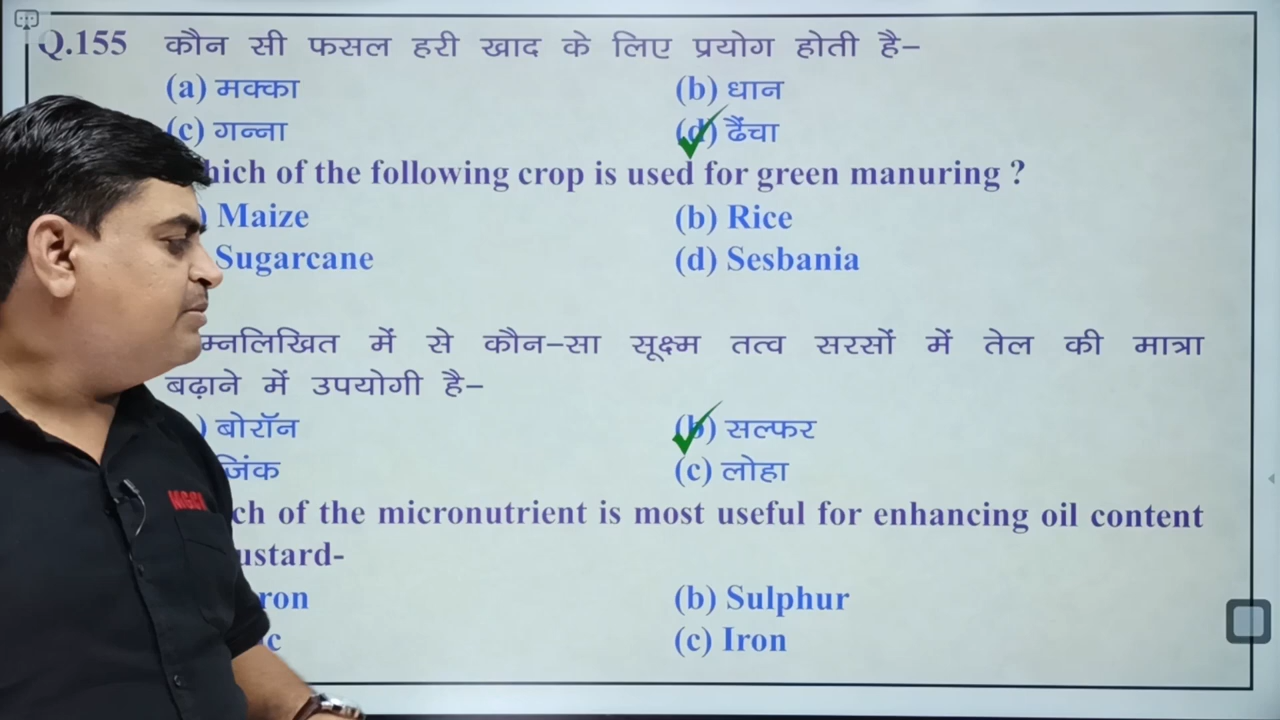 Q.155 कौन सी फसल हरी खाद के लिए प्रयोग होती है–
(a) मक्का (b) धान
(c) गन्ना (d) ढैंचा
hich of the following crop is used for green manuring ?
) Maize (b) Rice
Sugarcane (d) Sesbania
म्नलिखित में से कौन–सा सूक्ष्म तत्व सरसों में तेल की मात्रा
बढ़ाने में उपयोगी है–
) बोरॉन (b) सल्फर
जिंक (c) लोहा
ch of the micronutrient is most useful for enhancing oil content
ustard-
ron (b) Sulphur
c (c) Iron